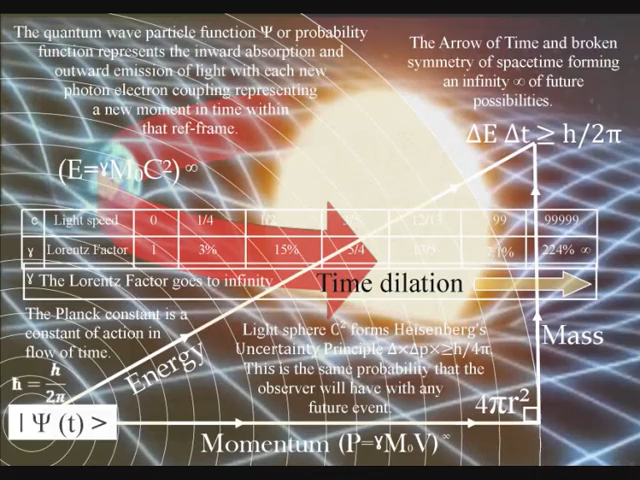 The quantum wave particle function Ψ or probability
function represents the inward absorption and
outward emission of light with each new
photon electron coupling representing
a new moment in time within
that ref-frame.
The Arrow of Time and broken
symmetry of spacetime forming
an infinity ∞ of future
possibilities.
ΔE Δt ≥ h/2π
(E=ɣM₀C²)∞
c Light speed 0 1/4 1/2 12/13 99 99999
ɣ Lorentz Factor 1 3% 15% 5/4 224% ∞
ɣ The Lorentz Factor goes to infinity
Time dilation
The Planck constant is a
constant of action in
flow of time.
ħ = h/2π
Energy
Light sphere C² forms Heisenberg's
Uncertainty Principle Δ×Δp×≥h/4π.
This is the same probability that the
observer will have with any
future event.
Mass
4πr²
| Ψ (t) >
Momentum (P=ɣM₀V)∞